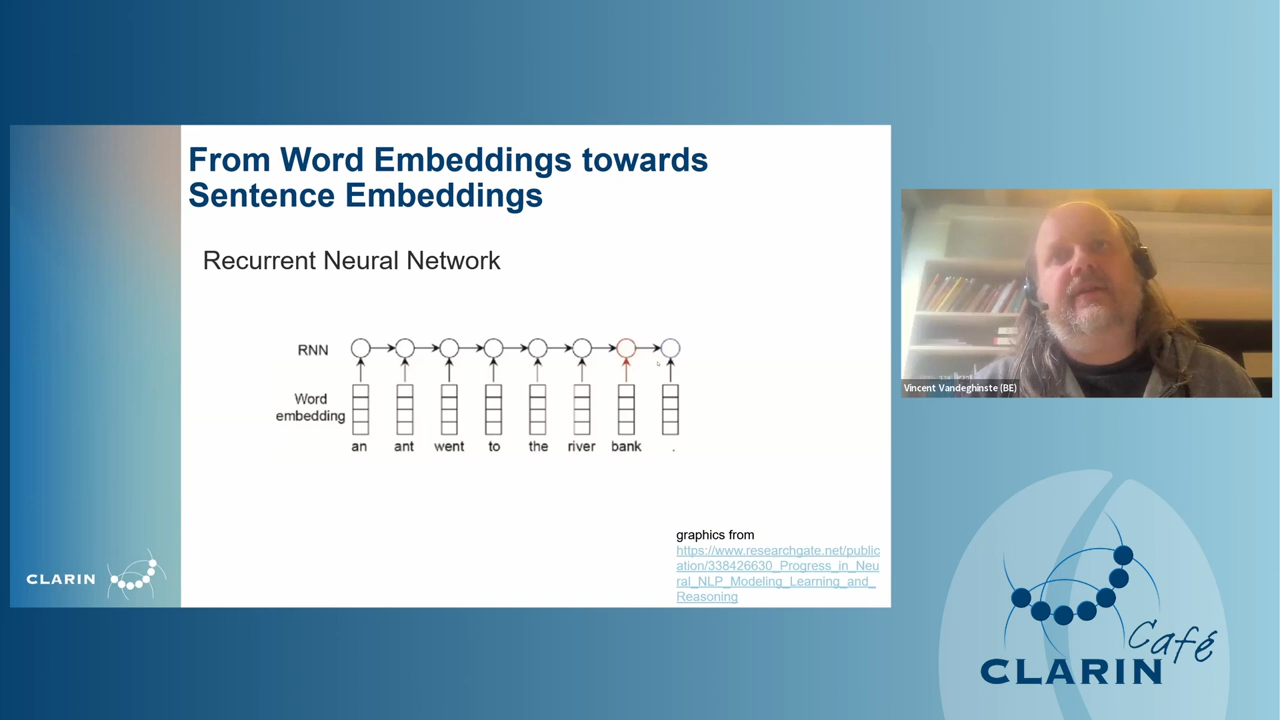 From Word Embeddings towards
Sentence Embeddings
Recurrent Neural Network
RNN
Word
embedding
an ant went to the river bank .
graphics from
https://www.researchgate.net/public
ation/338426630_Progress_in_Neu
ral_NLP_Modeling_Learning_and_
Reasoning
CLARIN
Vincent Vandeghinste (BE)
Café
CLARIN